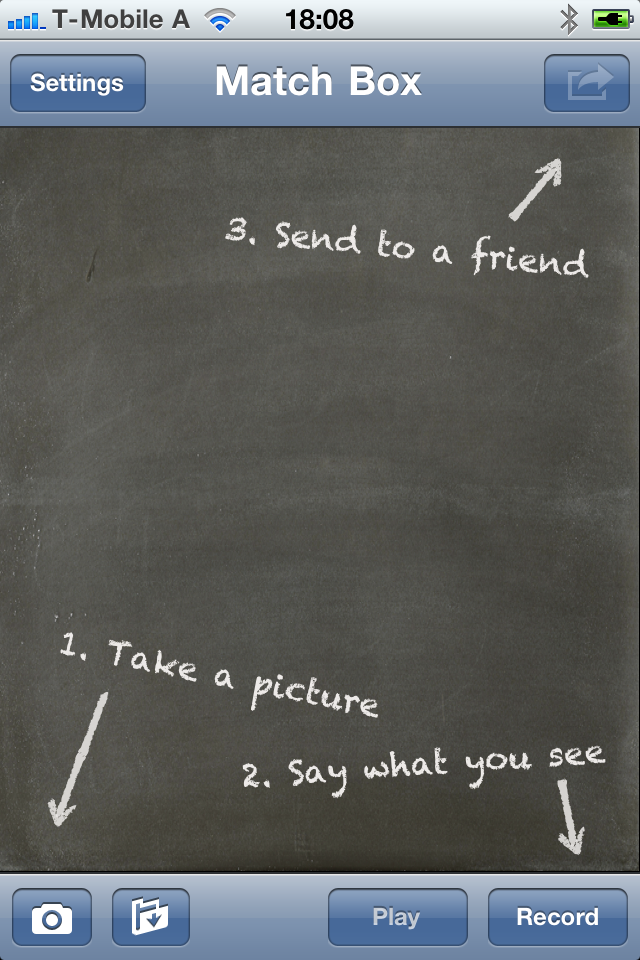 T-Mobile A 18:08
Settings Match Box
3. Send to a friend
1. Take a picture
2. Say what you see
Play Record